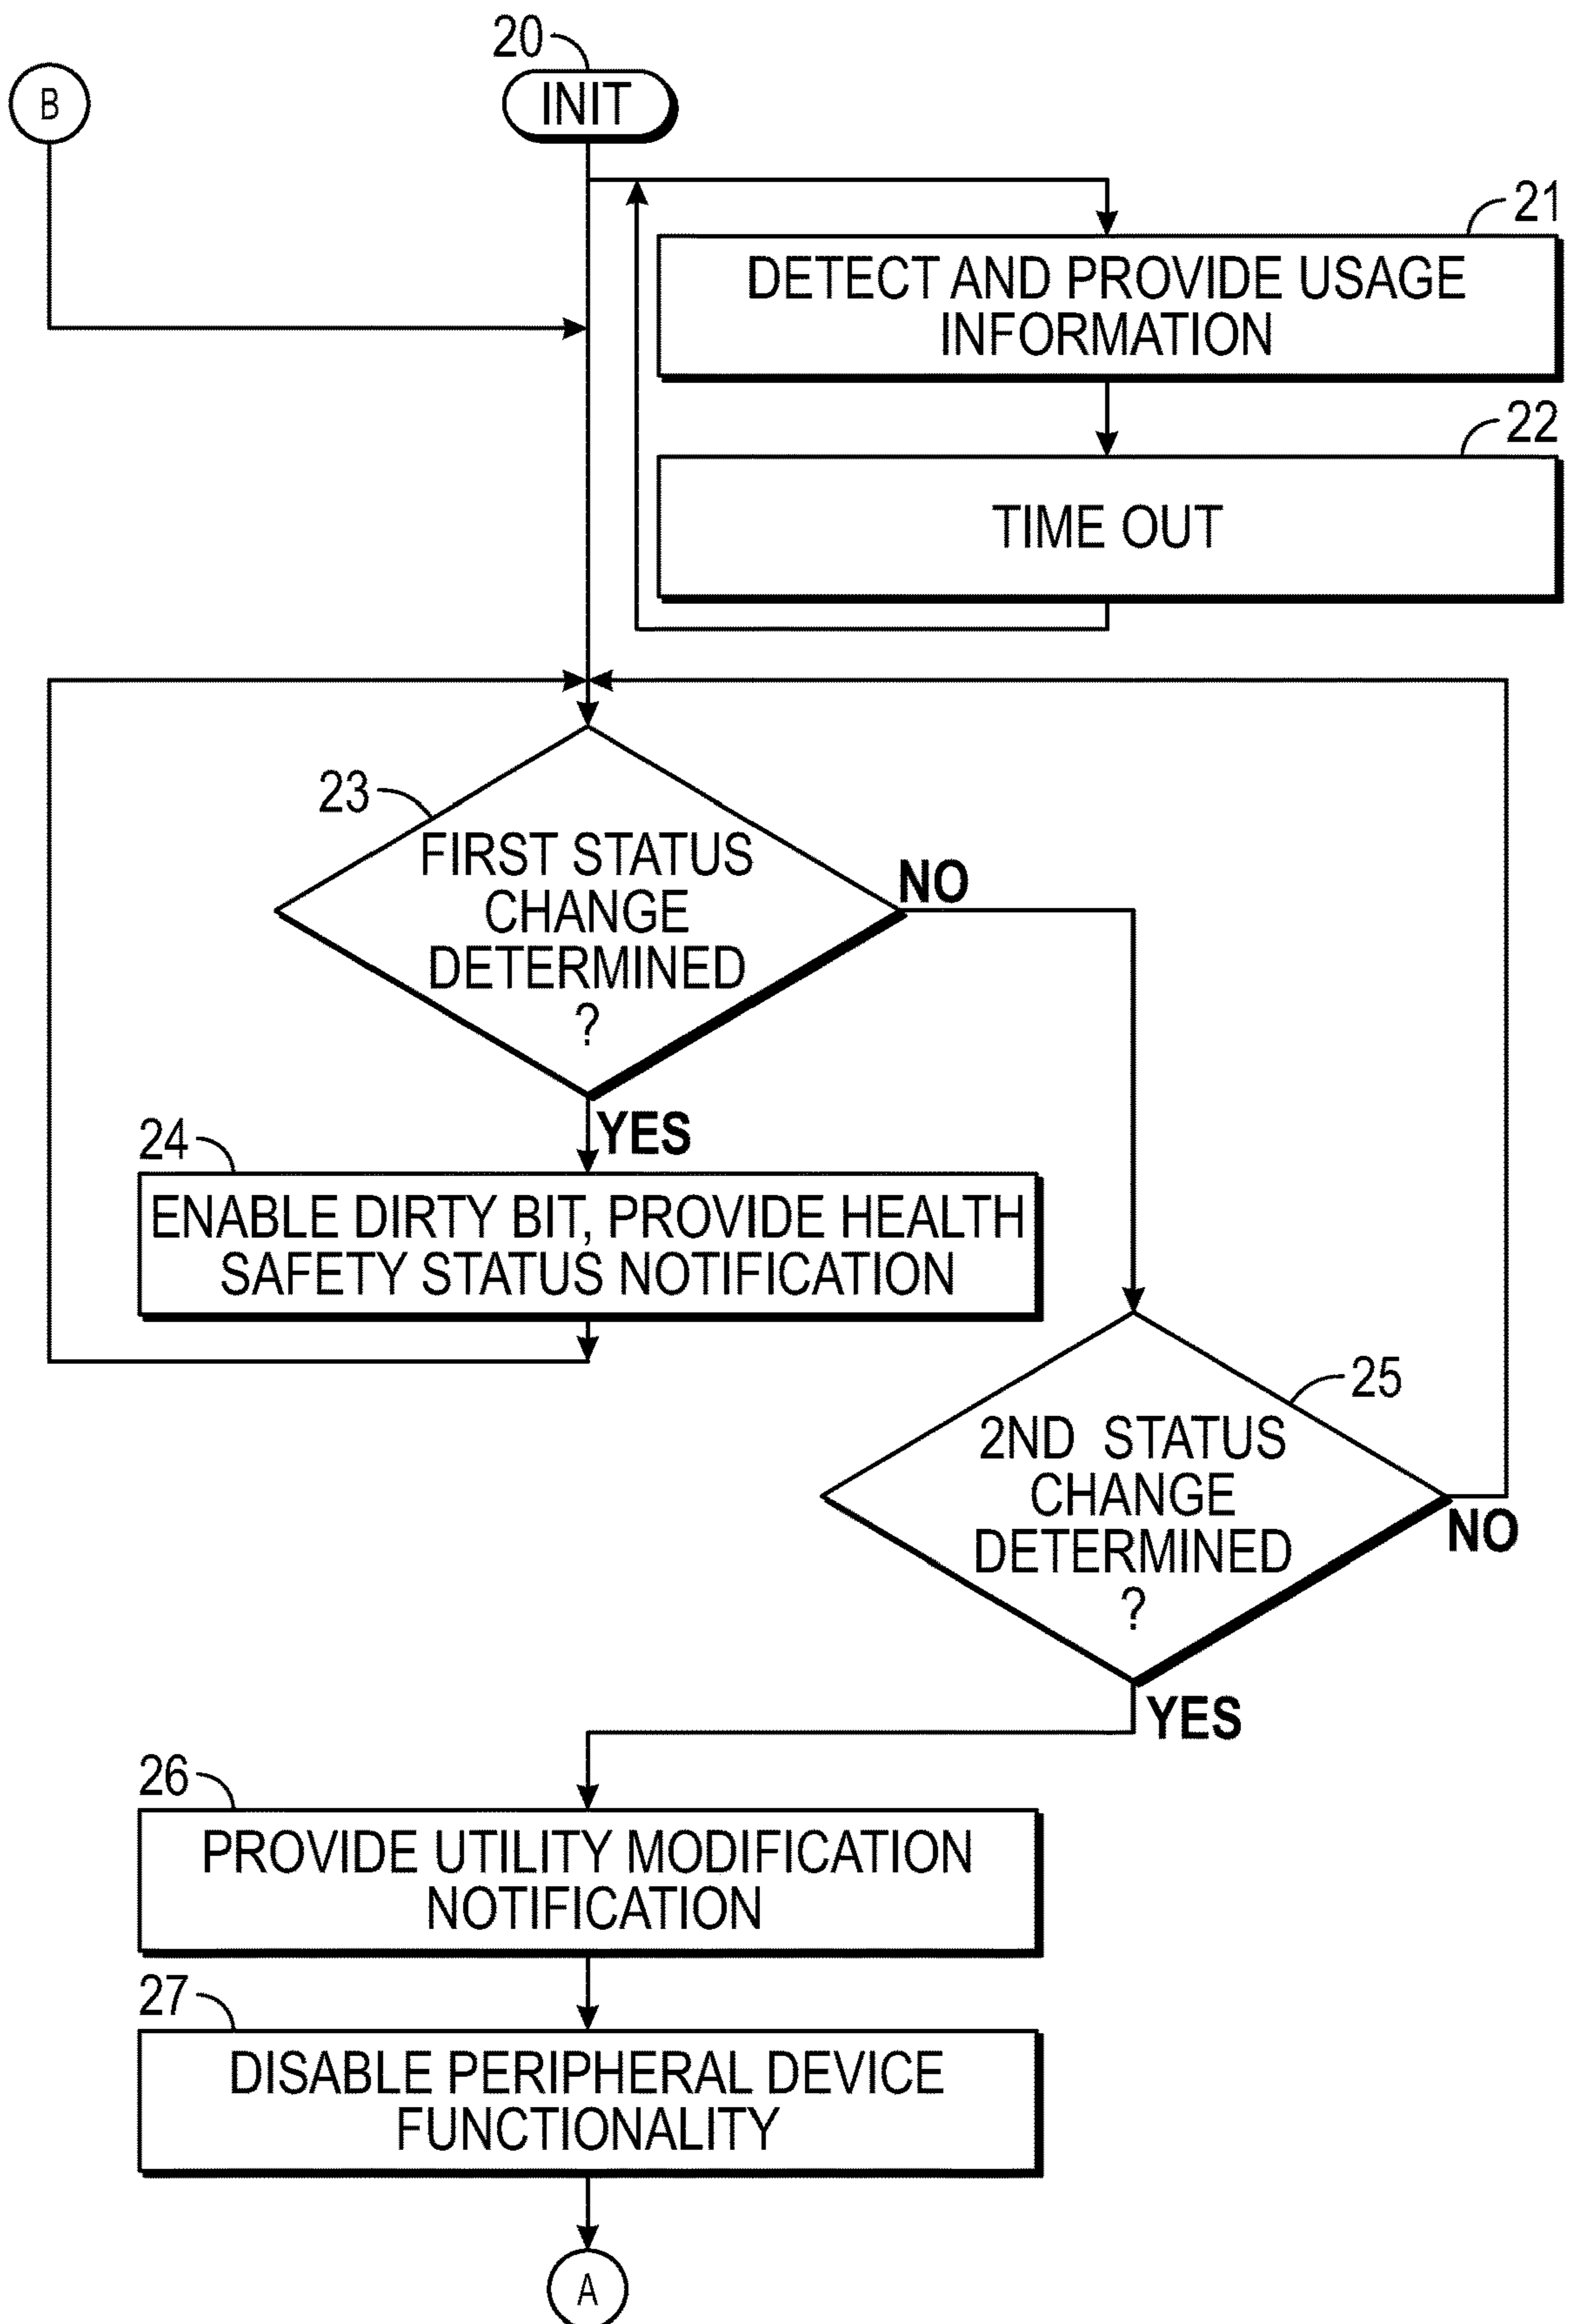 20
B
INIT
21
DETECT AND PROVIDE USAGE
INFORMATION
22
TIME OUT
23
FIRST STATUS
CHANGE
DETERMINED
?
NO
YES
24
ENABLE DIRTY BIT, PROVIDE HEALTH
SAFETY STATUS NOTIFICATION
25
2ND STATUS
CHANGE
DETERMINED
?
NO
YES
26
PROVIDE UTILITY MODIFICATION
NOTIFICATION
27
DISABLE PERIPHERAL DEVICE
FUNCTIONALITY
A